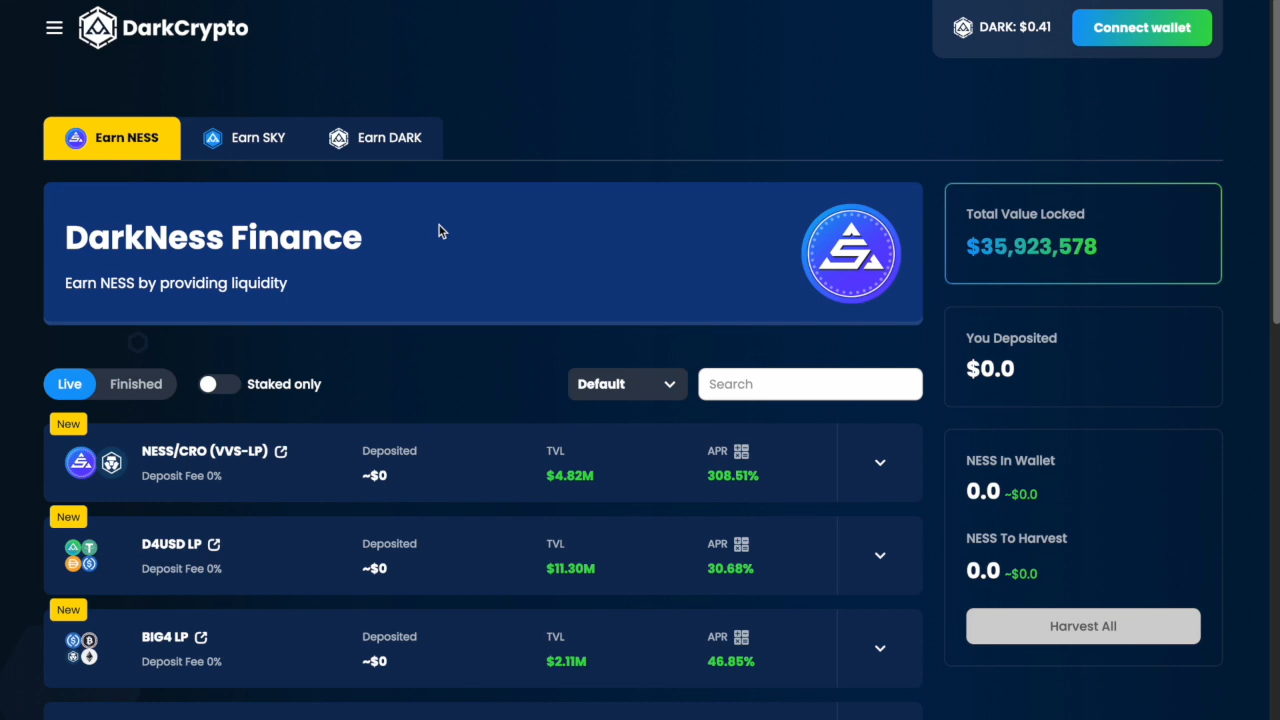 DarkCrypto
DARK: $0.41
Connect wallet
Earn NESS
Earn SKY
Earn DARK
DarkNess Finance
Earn NESS by providing liquidity
Total Value Locked
$35,923,578
You Deposited
$0.0
Live
Finished
Staked only
Default
Search
New
NESS/CRO (VVS-LP)
Deposit Fee 0%
Deposited
~$0
TVL
$4.82M
APR
308.51%
New
D4USD LP
Deposit Fee 0%
Deposited
~$0
TVL
$11.30M
APR
30.68%
New
BIG4 LP
Deposit Fee 0%
Deposited
~$0
TVL
$2.11M
APR
46.85%
NESS In Wallet
0.0 ~$0.0
NESS To Harvest
0.0 ~$0.0
Harvest All